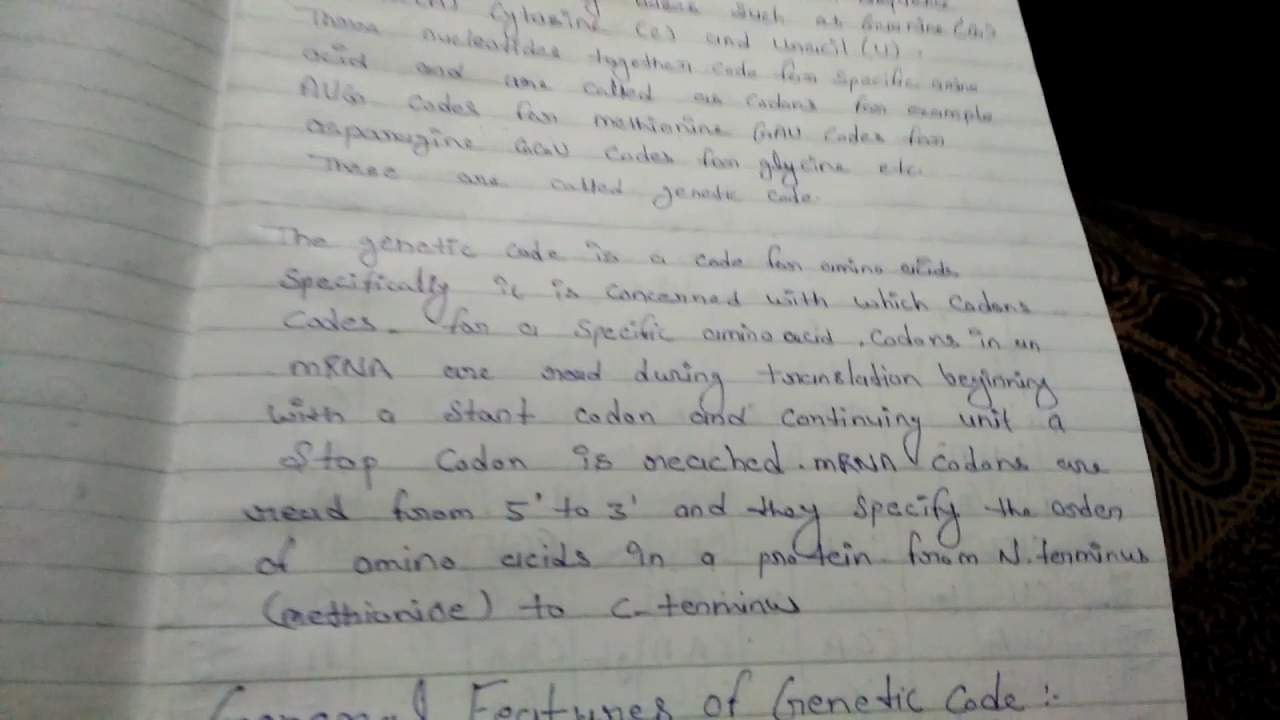 such as
Cytosine (c) and Uracil (U).
These nucleotides together code for specific amino
acid and are called as codons for example
AUG codes for methionine GAU codes for
asparagine GGU codes for glycine etc.
These are called genetic code.
The genetic code is a code for amino acids.
Specifically it is concerned with which codons
codes for a specific amino acid. Codons in an
mRNA are read during translation beginning
with a start codon and continuing unit a
Stop Codon is reached. mRNA codons are
read from 5' to 3' and they specify the order
of amino acids in a protein from N. terminus
(methionide) to C-terminus
General Features of Genetic Code :-